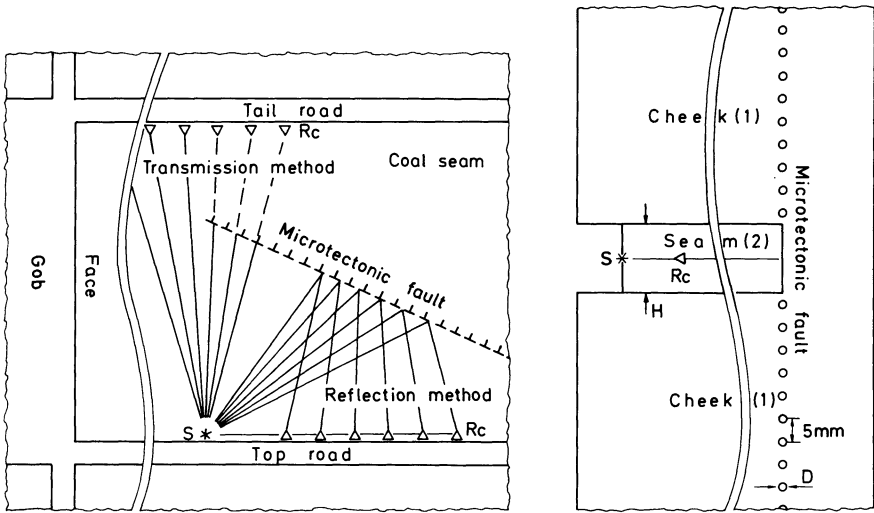 Tail road
Rc
Transmission method
Coal seam
Microtectonic fault
Gob
Face
Reflection method
S
Rc
Top road
Cheek (1)
Microtectonic fault
Seam (2)
S
Rc
H
Cheek (1)
5mm
D